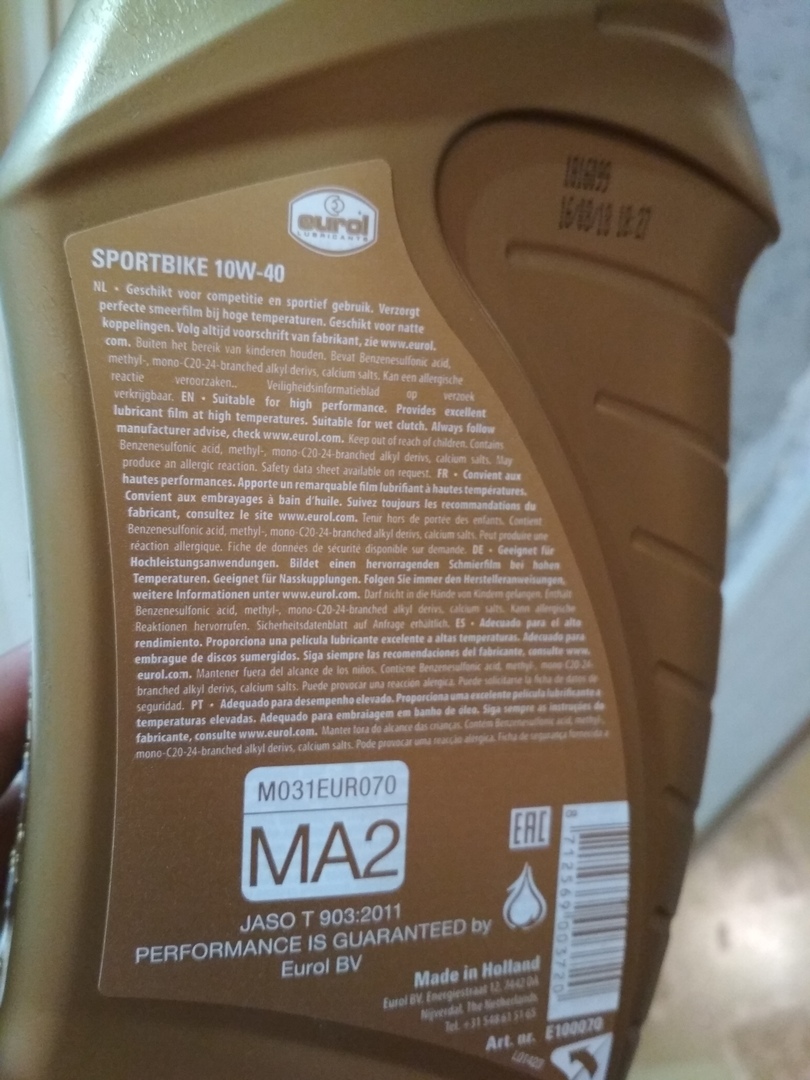 eurol
LUBRICANTS
SPORTBIKE 10W-40
NL • Geschikt voor competitie en sportief gebruik. Verzorgt
perfecte smeerfilm bij hoge temperaturen. Geschikt voor natte
koppelingen. Volg altijd voorschrift van fabrikant, zie www.eurol.
com. Buiten het bereik van kinderen houden. Bevat Benzenesulfonic acid,
methyl-, mono-C20-24-branched alkyl derivs, calcium salts. Kan een allergische
reactie veroorzaken.. Veiligheidsinformatieblad op verzoek
verkrijgbaar. EN • Suitable for high performance. Provides excellent
lubricant film at high temperatures. Suitable for wet clutch. Always follow
manufacturer advise, check www.eurol.com. Keep out of reach of children. Contains
Benzenesulfonic acid, methyl-, mono-C20-24-branched alkyl derivs, calcium salts. May
produce an allergic reaction. Safety data sheet available on request. FR • Convient aux
hautes performances. Apporte un remarquable film lubrifiant à hautes températures.
Convient aux embrayages à bain d'huile. Suivez toujours les recommandations du
fabricant, consultez le site www.eurol.com. Tenir hors de portée des enfants. Contient
Benzenesulfonic acid, methyl-, mono-C20-24-branched alkyl derivs, calcium salts. Peut produire une
réaction allergique. Fiche de données de sécurité disponible sur demande. DE • Geeignet für
Hochleistungsanwendungen. Bildet einen hervorragenden Schmierfilm bei hohen
Temperaturen. Geeignet für Nasskupplungen. Folgen Sie immer den Herstelleranweisungen,
weitere Informationen unter www.eurol.com. Darf nicht in die Hände von Kindern gelangen. Enthält
Benzenesulfonic acid, methyl-, mono-C20-24-branched alkyl derivs, calcium salts. Kann allergische
Reaktionen hervorrufen. Sicherheitsdatenblatt auf Anfrage erhältlich. ES • Adecuado para el alto
rendimiento. Proporciona una película lubricante excelente a altas temperaturas. Adecuado para
embrague de discos sumergidos. Siga siempre las recomendaciones del fabricante, consulte www.
eurol.com. Mantener fuera del alcance de los niños. Contiene Benzenesulfonic acid, methyl-, mono-C20-24-
branched alkyl derivs, calcium salts. Puede provocar una reacción alérgica. Puede solicitarse la ficha de datos de
seguridad. PT • Adequado para desempenho elevado. Proporciona uma excelente película lubrificante a
temperaturas elevadas. Adequado para embraiagem em banho de óleo. Siga sempre as instruções do
fabricante, consulte www.eurol.com. Manter fora do alcance das crianças. Contém Benzenesulfonic acid, methyl-,
mono-C20-24-branched alkyl derivs, calcium salts. Pode provocar uma reacção alérgica. Ficha de segurança fornecida a
M031EUR070
MA2
JASO T 903:2011
PERFORMANCE IS GUARANTEED by
Eurol BV
EAC
8 712569 003720
Made in Holland
Eurol BV, Energiestraat 12, 7442 DA
Nijverdal, The Netherlands
Tel. +31 548 61 51 65
Art. nr. E100070